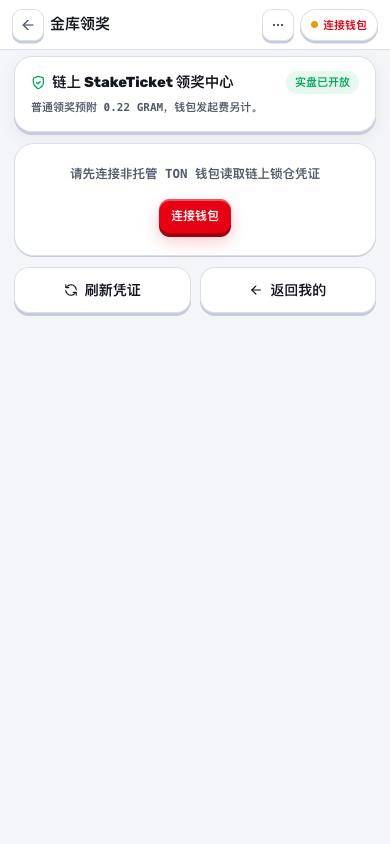 金库领奖
连接钱包
链上 StakeTicket 领奖中心
实盘已开放
普通领奖预附 0.22 GRAM，钱包发起费另计。
请先连接非托管 TON 钱包读取链上锁仓凭证
连接钱包
刷新凭证
返回我的